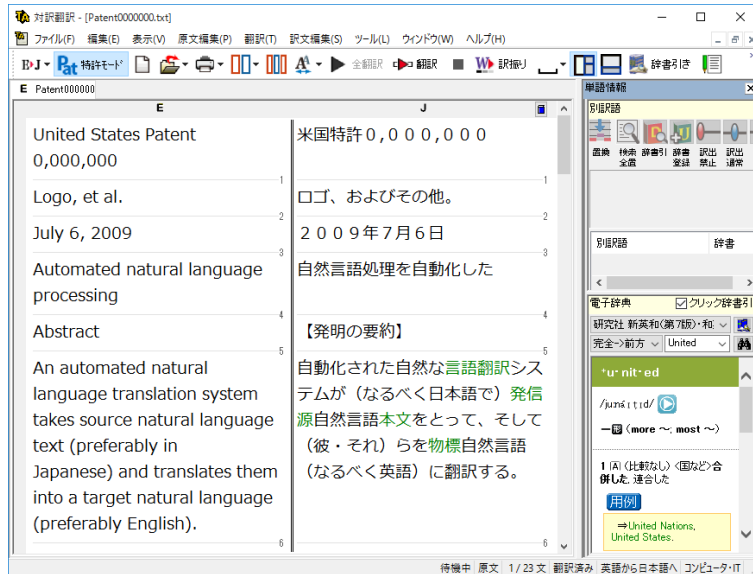 対訳翻訳 - [Patent0000000.txt]
ファイル(F) 編集(E) 表示(V) 原文編集(P) 翻訳(T) 訳文編集(S) ツール(L) ウィンドウ(W) ヘルプ(H)
E▸J Pat 特許モード 全翻訳 翻訳 訳振り 辞書引き
E Patent000000
単語情報
E
J
別訳語
United States Patent
0,000,000
1
米国特許０,０００,０００
1
Logo, et al.
2
ロゴ、およびその他。
2
July 6, 2009
3
２００９年７月６日
3
Automated natural language
processing
4
自然言語処理を自動化した
4
Abstract
5
【発明の要約】
5
An automated natural
language translation system
takes source natural language
text (preferably in
Japanese) and translates them
into a target natural language
(preferably English).
6
自動化された自然な言語翻訳シス
テムが（なるべく日本語で）発信
源自然言語本文をとって、そして
（彼・それ）らを物標自然言語
（なるべく英語）に翻訳する。
6
置換 検索全置 辞書引 辞書登録 訳出禁止 訳出通常
別訳語 辞書
電子辞典 クリック辞書引
研究社 新英和(第7版)・和
完全->前方 United
*u・nit・ed
/juːnáɪtɪd/
━形 (more ～; most ～)
1 A (比較なし) 〈国など〉合
併した, 連合した
用例
⇒United Nations,
United States.
待機中 原文 1/23 文 翻訳済み 英語から日本語へ コンピュータ・IT